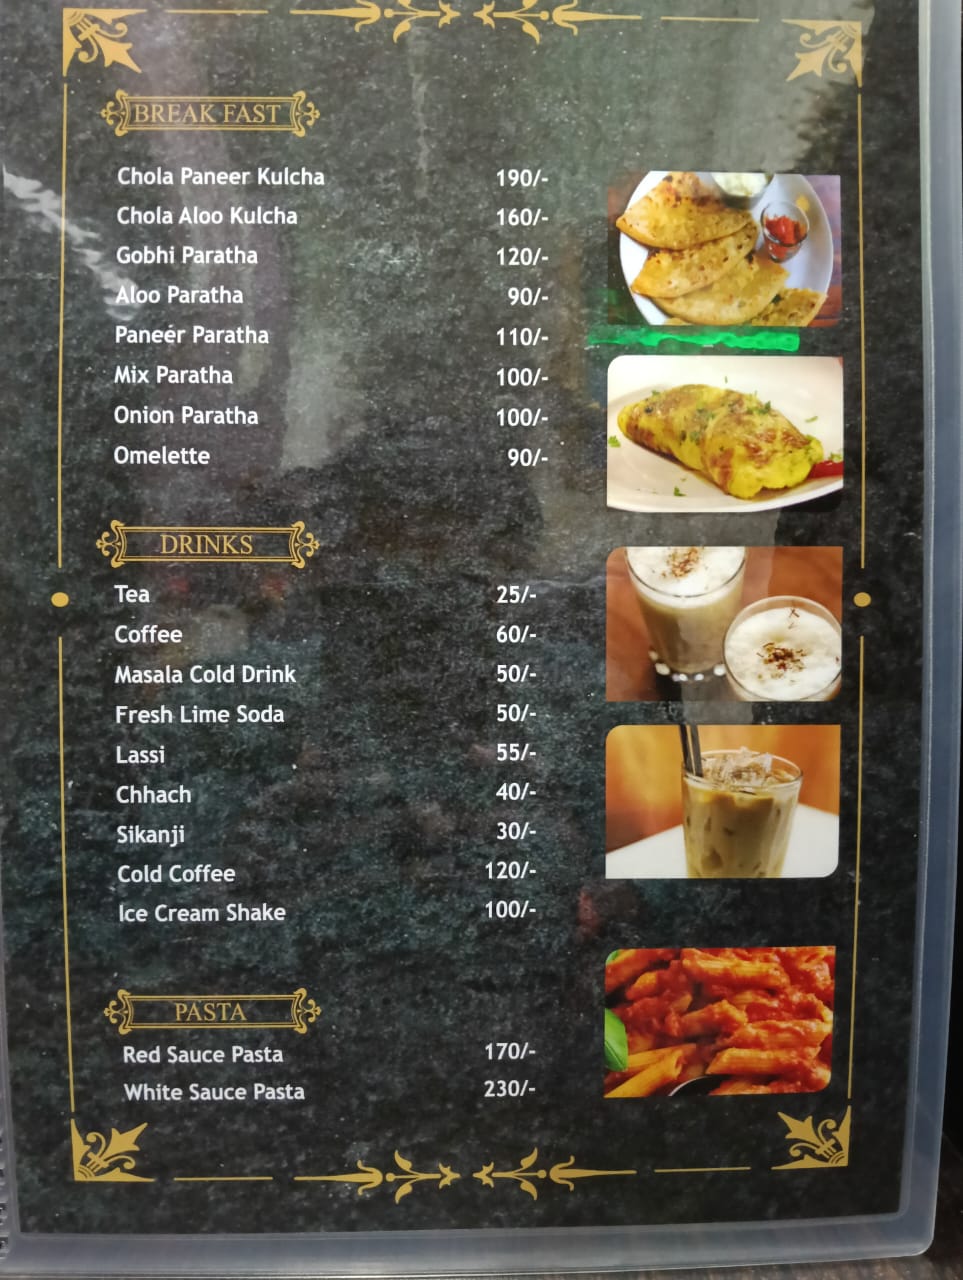 BREAK FAST
Chola Paneer Kulcha 190/-
Chola Aloo Kulcha 160/-
Gobhi Paratha 120/-
Aloo Paratha 90/-
Paneer Paratha 110/-
Mix Paratha 100/-
Onion Paratha 100/-
Omelette 90/-
DRINKS
Tea 25/-
Coffee 60/-
Masala Cold Drink 50/-
Fresh Lime Soda 50/-
Lassi 55/-
Chhach 40/-
Sikanji 30/-
Cold Coffee 120/-
Ice Cream Shake 100/-
PASTA
Red Sauce Pasta 170/-
White Sauce Pasta 230/-